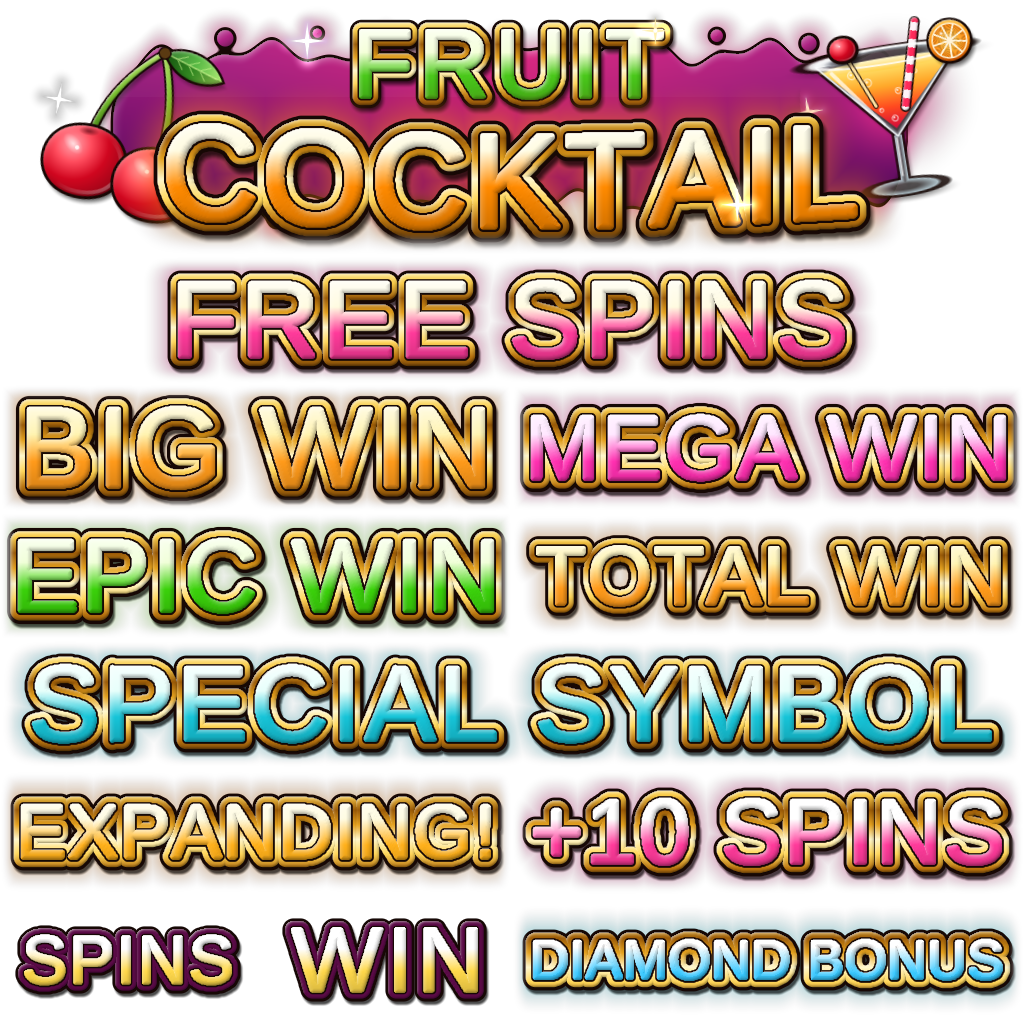 FRUIT
COCKTAIL
FREE SPINS
BIG WIN
MEGA WIN
EPIC WIN
TOTAL WIN
SPECIAL SYMBOL
EXPANDING!
+10 SPINS
SPINS
WIN
DIAMOND BONUS